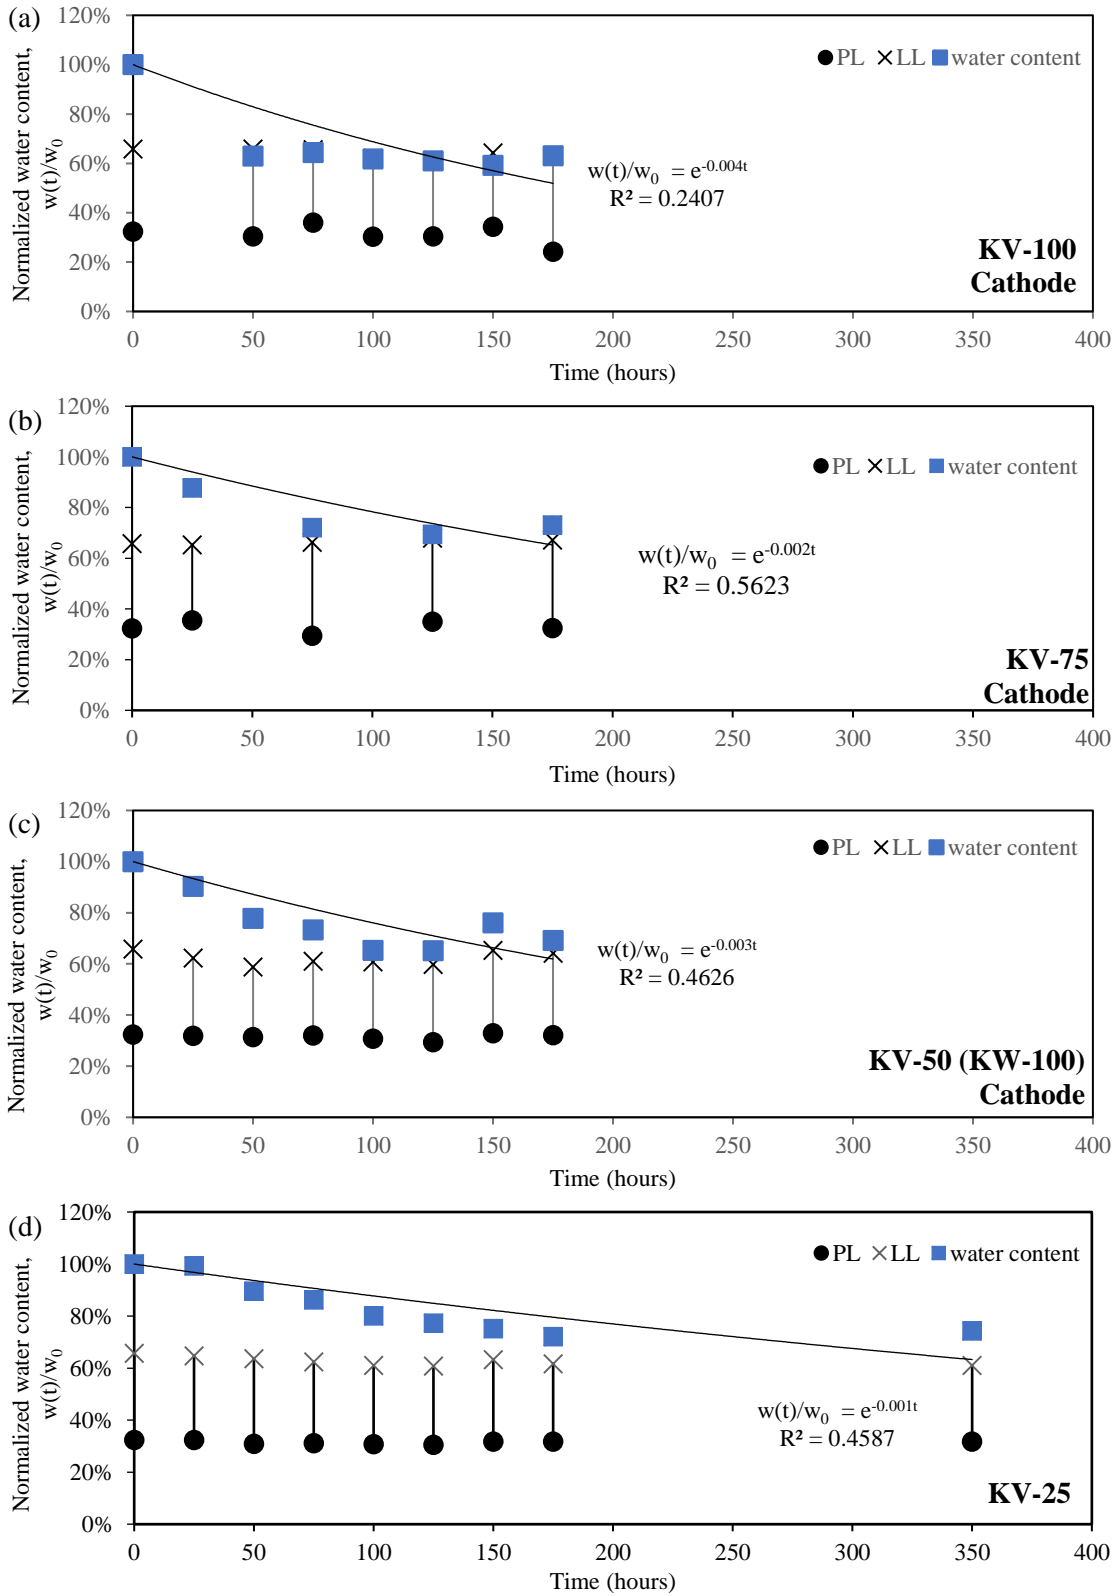 (a)
Normalized water content,
w(t)/w₀
120%
100%
80%
60%
40%
20%
0%
PL LL water content
w(t)/w₀ = e^-0.004t
R² = 0.2407
KV-100
Cathode
0 50 100 150 200 250 300 350 400
Time (hours)
(b)
Normalized water content,
w(t)/w₀
120%
100%
80%
60%
40%
20%
0%
PL LL water content
w(t)/w₀ = e^-0.002t
R² = 0.5623
KV-75
Cathode
0 50 100 150 200 250 300 350 400
Time (hours)
(c)
Normalized water content,
w(t)/w₀
120%
100%
80%
60%
40%
20%
0%
PL LL water content
w(t)/w₀ = e^-0.003t
R² = 0.4626
KV-50 (KW-100)
Cathode
0 50 100 150 200 250 300 350 400
Time (hours)
(d)
Normalized water content,
w(t)/w₀
120%
100%
80%
60%
40%
20%
0%
PL LL water content
w(t)/w₀ = e^-0.001t
R² = 0.4587
KV-25
0 50 100 150 200 250 300 350 400
Time (hours)